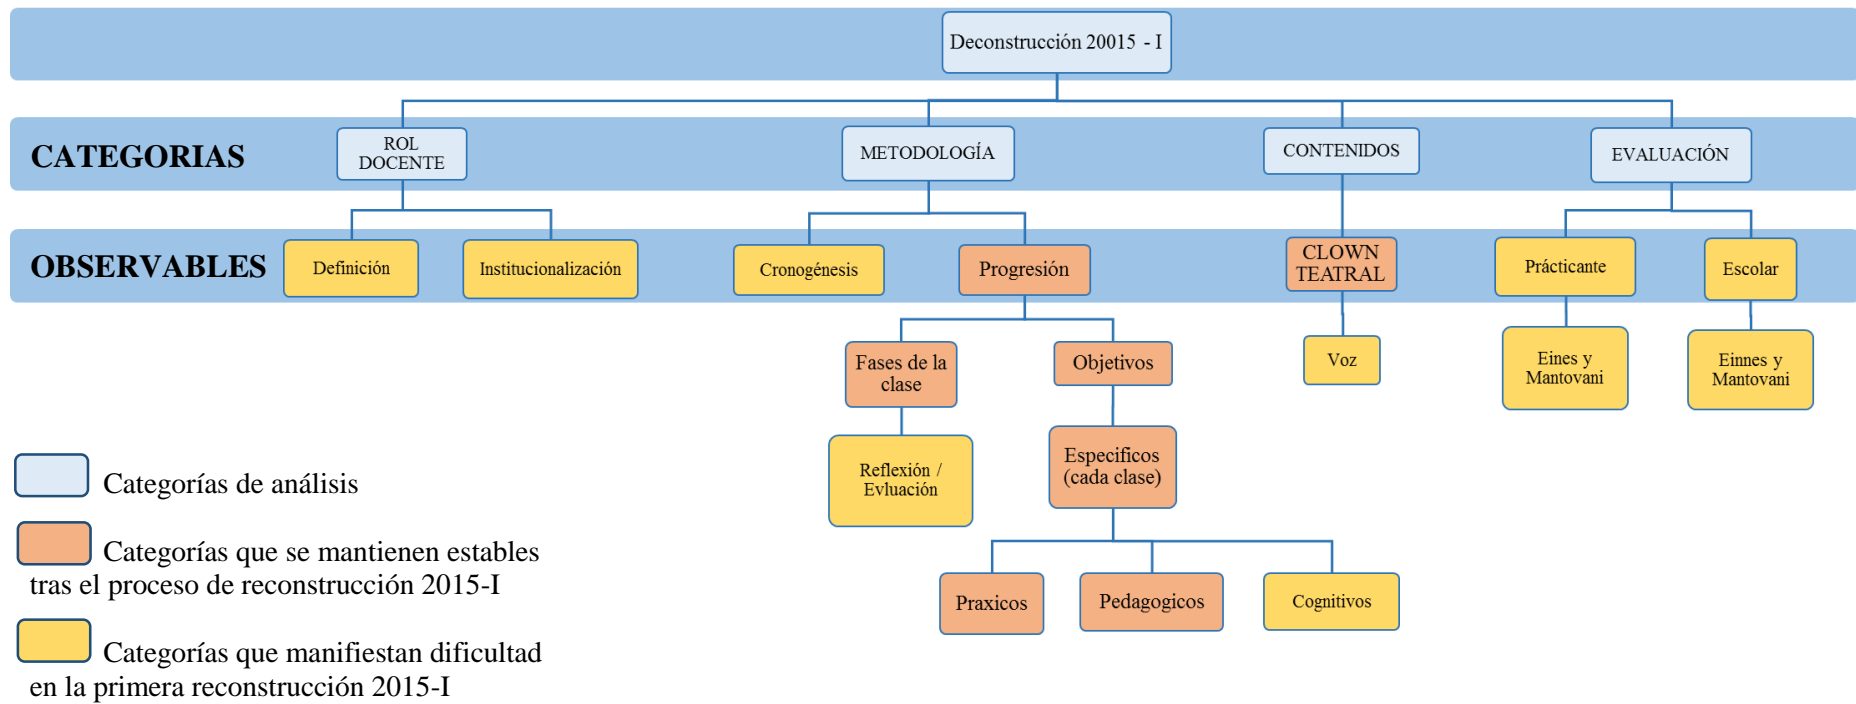 Deconstrucción 20015 - I
CATEGORIAS
ROL
DOCENTE
METODOLOGÍA
CONTENIDOS
EVALUACIÓN
OBSERVABLES
Definición
Institucionalización
Cronogénesis
Progresión
CLOWN
TEATRAL
Prácticante
Escolar
Fases de la
clase
Objetivos
Voz
Eines y
Mantovani
Einnes y
Mantovani
Reflexión /
Evluación
Especificos
(cada clase)
Praxicos
Pedagogicos
Cognitivos
Categorías de análisis
Categorías que se mantienen estables
tras el proceso de reconstrucción 2015-I
Categorías que manifiestan dificultad
en la primera reconstrucción 2015-I